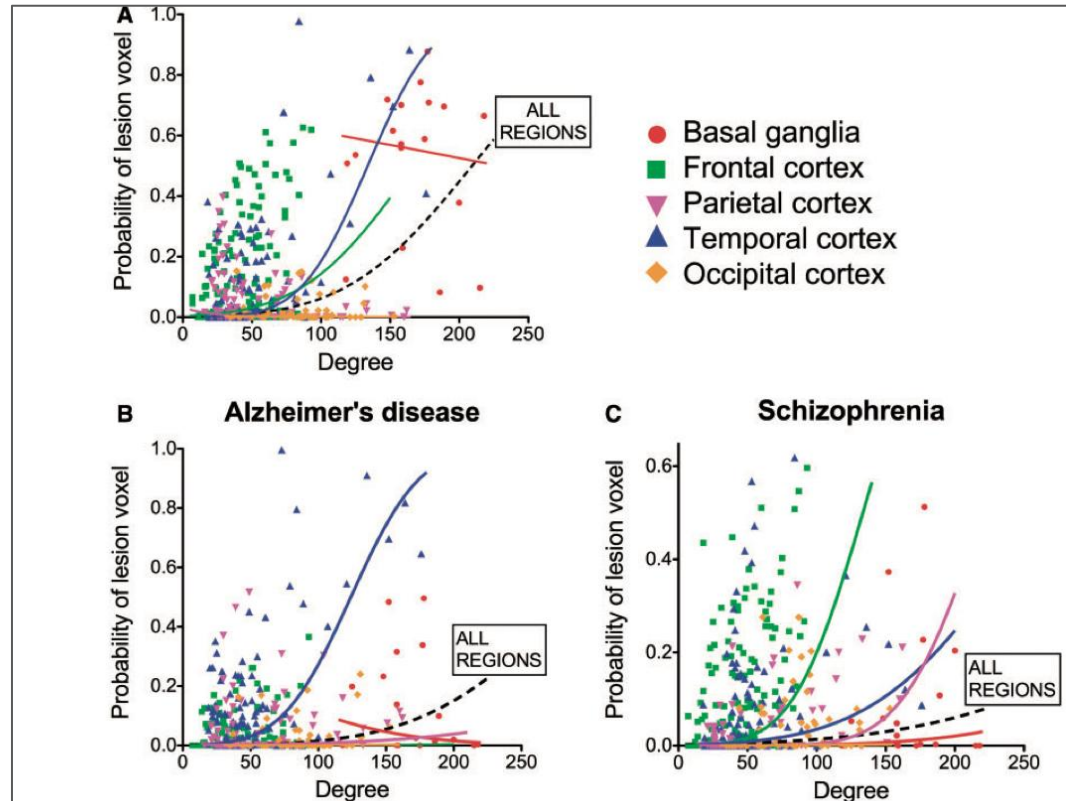 A
1.0
0.8
0.6
0.4
0.2
0.0
Probability of lesion voxel
0 50 100 150 200 250
Degree
ALL
REGIONS
Basal ganglia
Frontal cortex
Parietal cortex
Temporal cortex
Occipital cortex
B Alzheimer's disease
1.0
0.8
0.6
0.4
0.2
0.0
Probability of lesion voxel
0 50 100 150 200 250
Degree
ALL
REGIONS
C Schizophrenia
0.6
0.4
0.2
0.0
Probability of lesion voxel
0 50 100 150 200 250
Degree
ALL
REGIONS